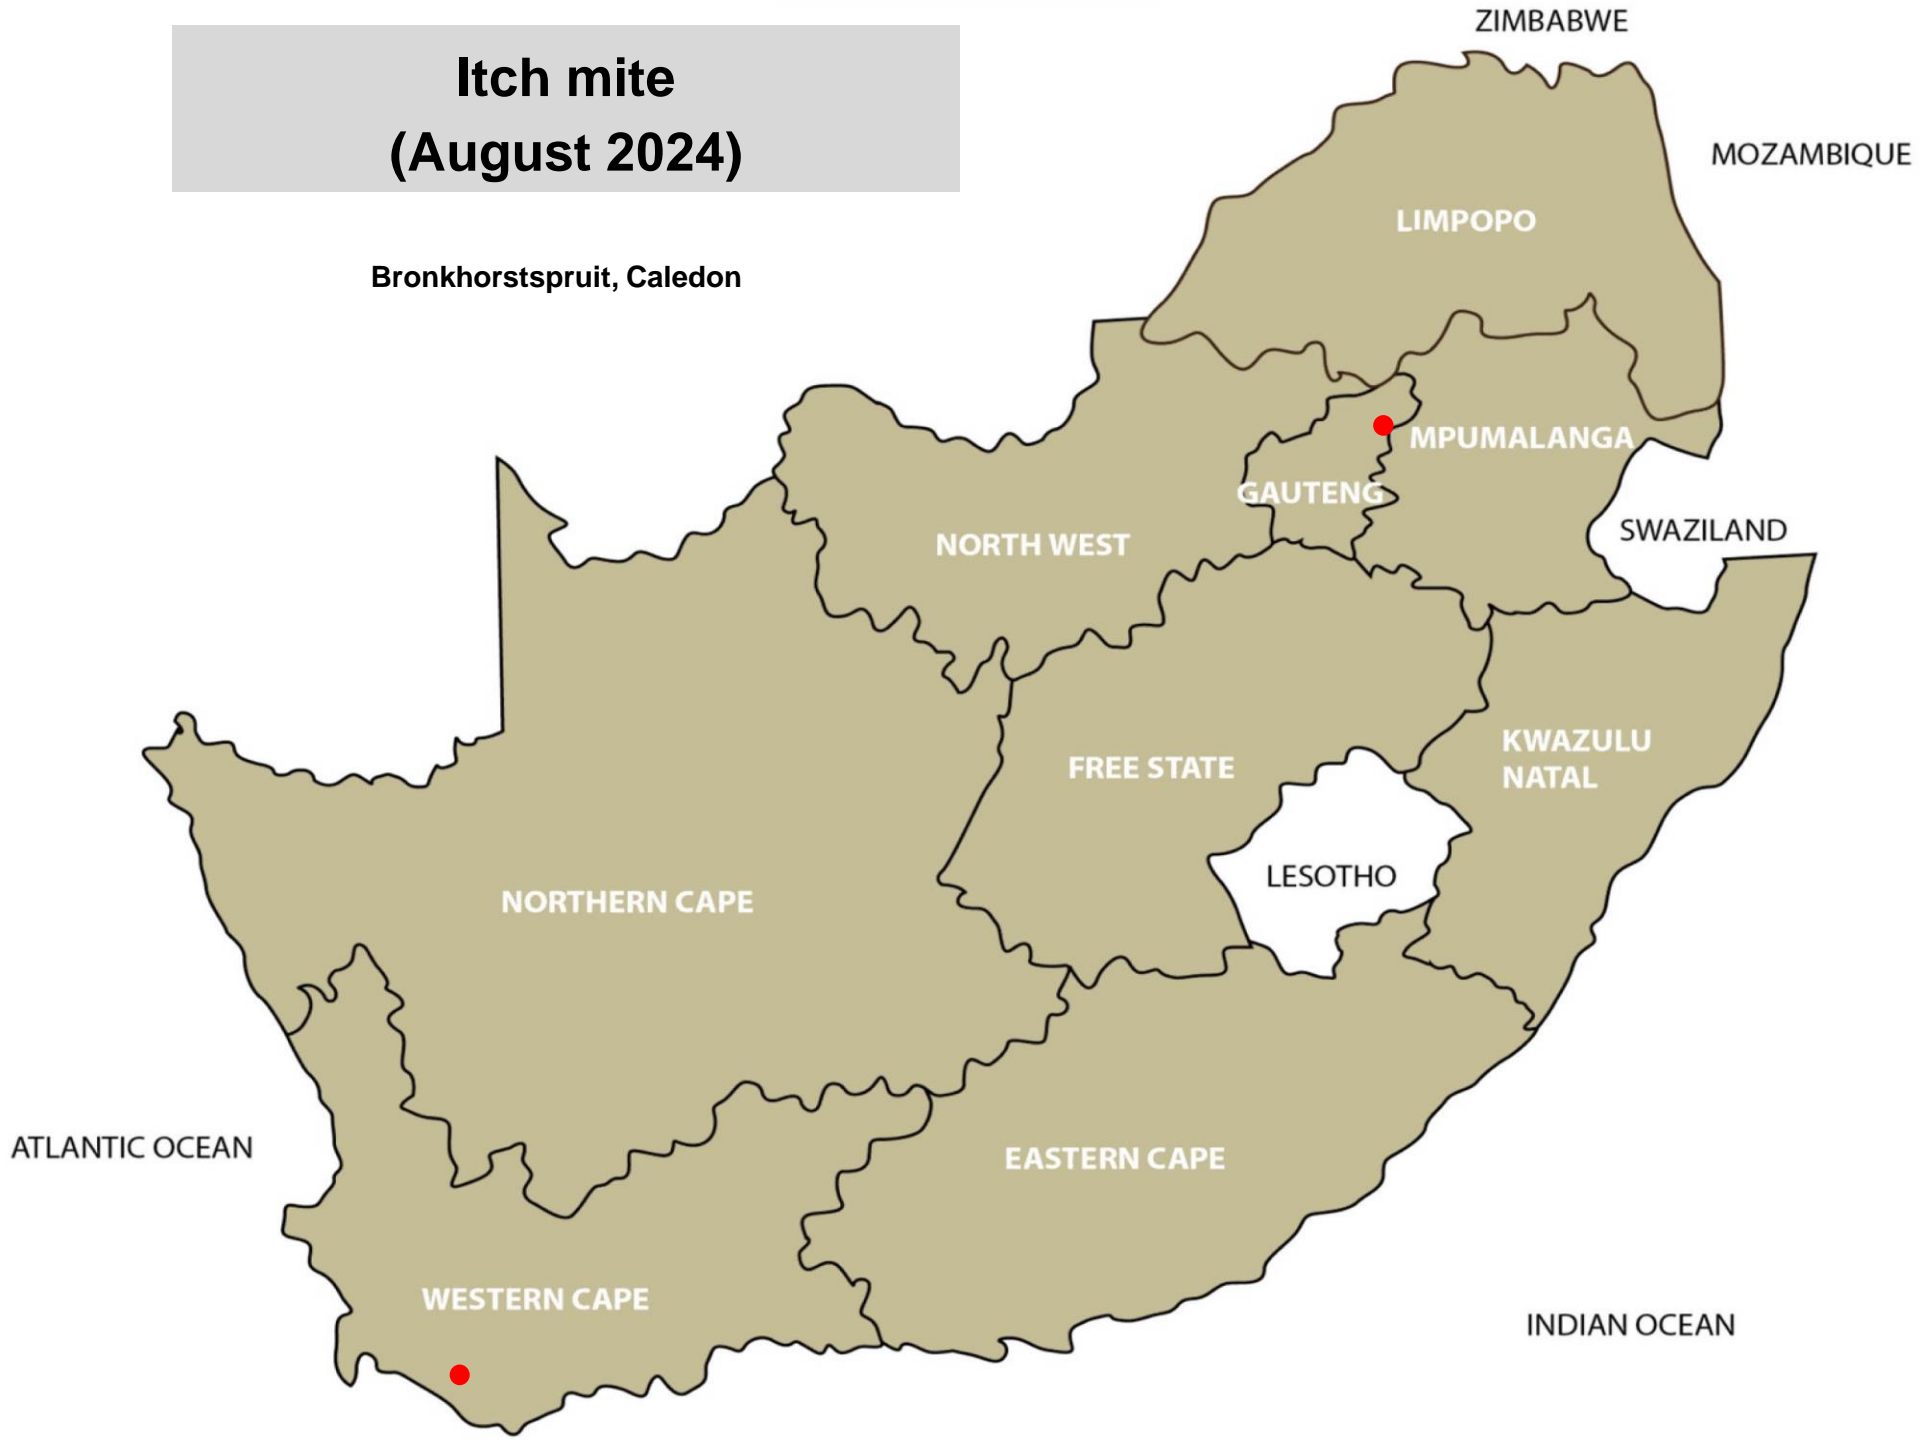 Itch mite
(August 2024)
Bronkhorstspruit, Caledon
ZIMBABWE
MOZAMBIQUE
LIMPOPO
MPUMALANGA
GAUTENG
SWAZILAND
NORTH WEST
KWAZULU
NATAL
FREE STATE
LESOTHO
NORTHERN CAPE
ATLANTIC OCEAN
EASTERN CAPE
WESTERN CAPE
INDIAN OCEAN